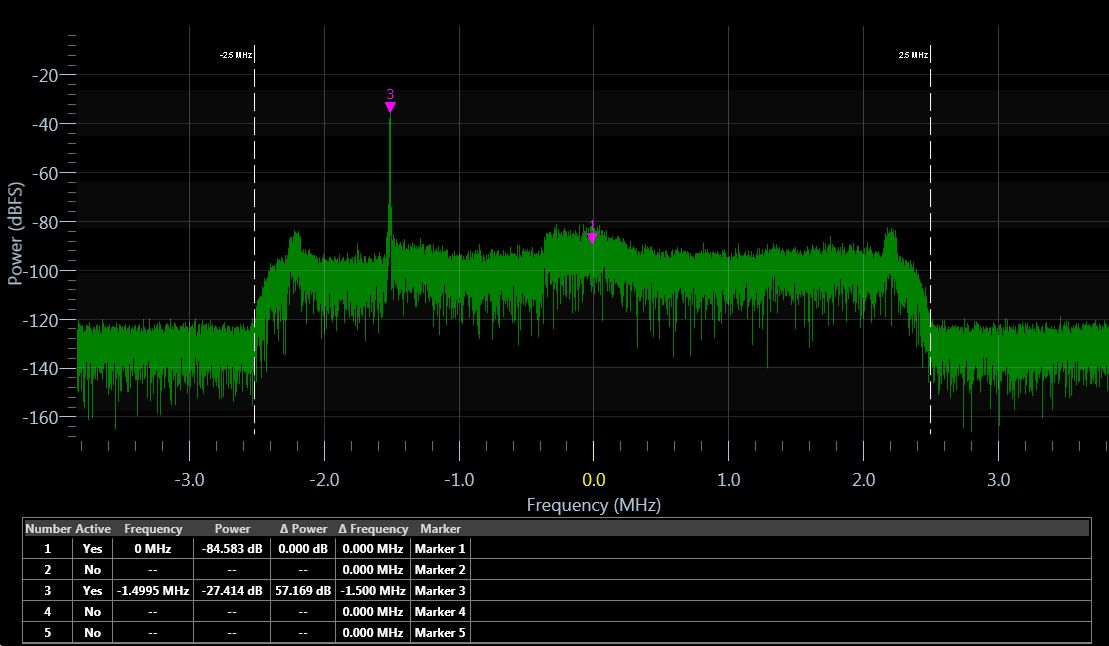 -2.5 MHz
2.5 MHz
-20
3
-40
-60
-80
1
-100
-120
-140
-160
Power (dBFS)
-3.0 -2.0 -1.0 0.0 1.0 2.0 3.0
Frequency (MHz)
Number Active Frequency Power Δ Power Δ Frequency Marker
1 Yes 0 MHz -84.583 dB 0.000 dB 0.000 MHz Marker 1
2 No -- -- -- 0.000 MHz Marker 2
3 Yes -1.4995 MHz -27.414 dB 57.169 dB -1.500 MHz Marker 3
4 No -- -- -- 0.000 MHz Marker 4
5 No -- -- -- 0.000 MHz Marker 5